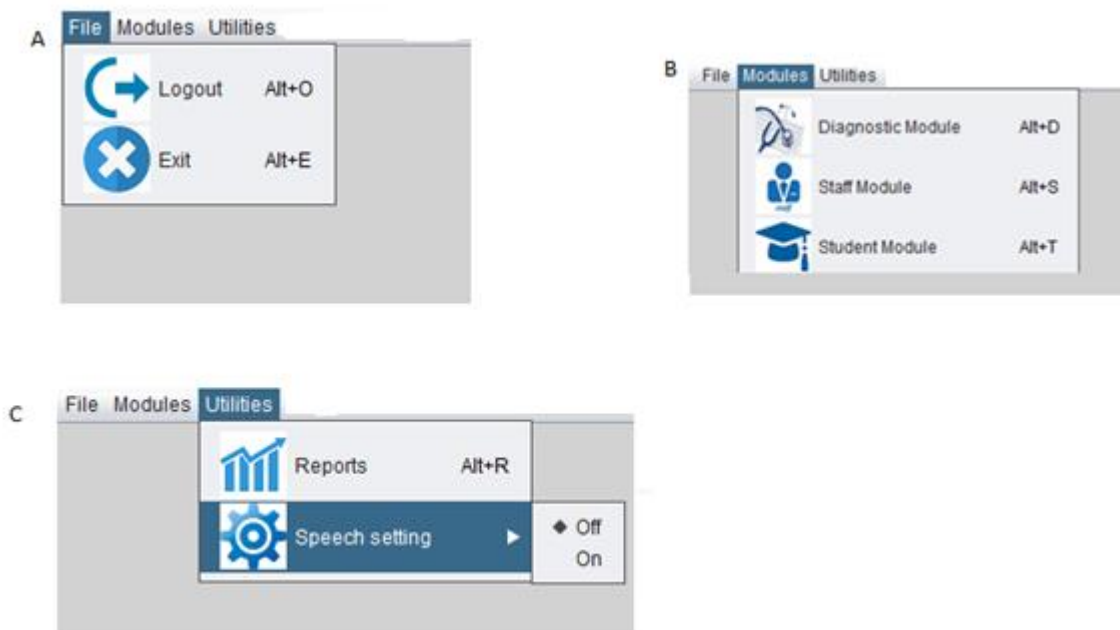 A
File Modules Utilities
Logout Alt+O
Exit Alt+E
B
File Modules Utilities
Diagnostic Module Alt+D
Staff Module Alt+S
Student Module Alt+T
C
File Modules Utilities
Reports Alt+R
Speech setting
Off
On